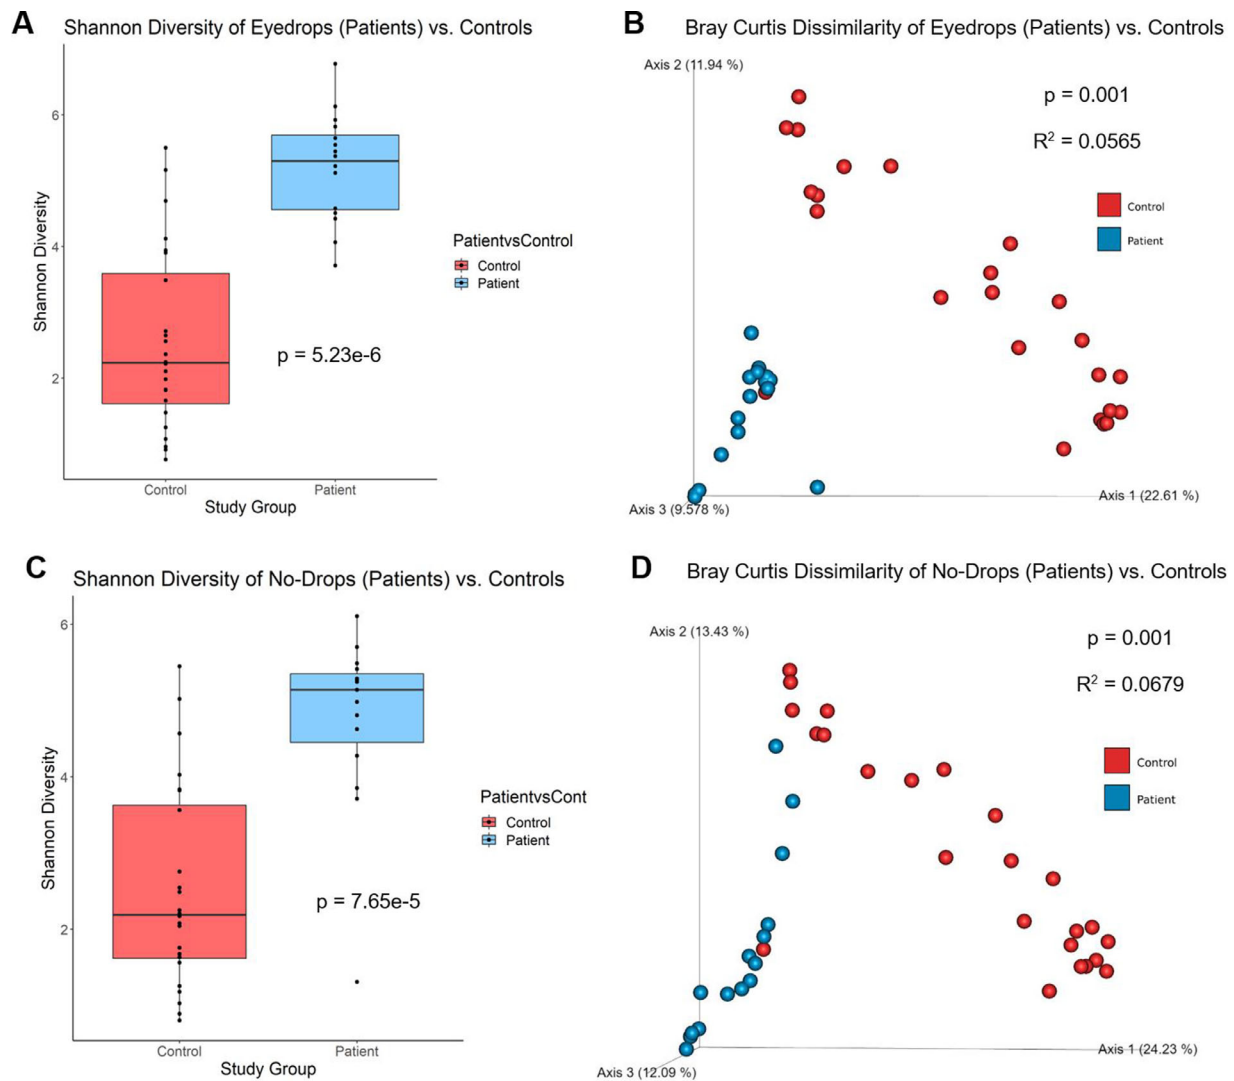 A
Shannon Diversity of Eyedrops (Patients) vs. Controls
Shannon Diversity
6
4
2
p = 5.23e-6
Control
Patient
Study Group
PatientvsControl
Control
Patient
B
Bray Curtis Dissimilarity of Eyedrops (Patients) vs. Controls
Axis 2 (11.94 %)
p = 0.001
R² = 0.0565
Control
Patient
Axis 1 (22.61 %)
Axis 3 (9.578 %)
C
Shannon Diversity of No-Drops (Patients) vs. Controls
Shannon Diversity
6
4
2
p = 7.65e-5
Control
Patient
Study Group
PatientvsCont
Control
Patient
D
Bray Curtis Dissimilarity of No-Drops (Patients) vs. Controls
Axis 2 (13.43 %)
p = 0.001
R² = 0.0679
Control
Patient
Axis 1 (24.23 %)
Axis 3 (12.09 %)